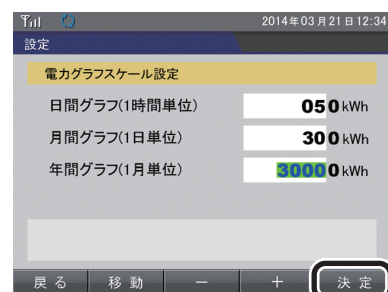 2014年03月21日12:34
設定
電力グラフスケール設定
日間グラフ(1時間単位) 050kWh
月間グラフ(1日単位) 300kWh
年間グラフ(1月単位) 30000kWh
戻る 移動 － ＋ 決定